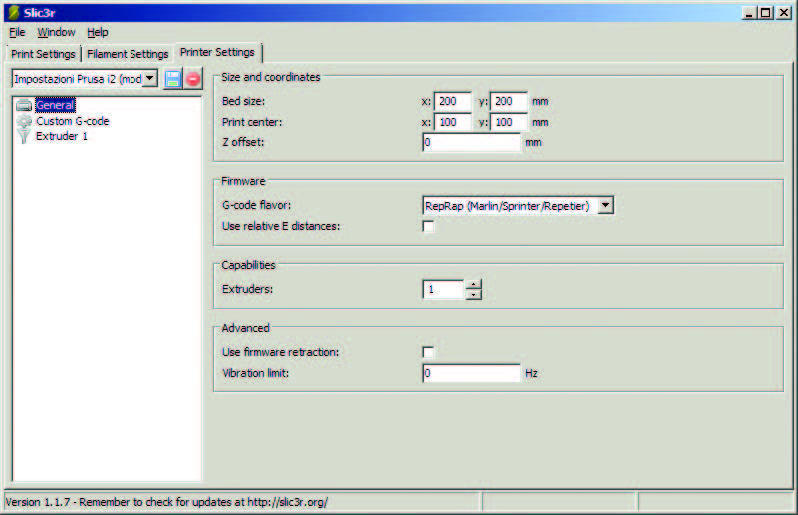 Slic3r
File Window Help
Print Settings Filament Settings Printer Settings
Impostazioni Prusa i2 (mod
General
Custom G-code
Extruder 1
Size and coordinates
Bed size: x: 200 y: 200 mm
Print center: x: 100 y: 100 mm
Z offset: 0 mm
Firmware
G-code flavor: RepRap (Marlin/Sprinter/Repetier)
Use relative E distances:
Capabilities
Extruders: 1
Advanced
Use firmware retraction:
Vibration limit: 0 Hz
Version 1.1.7 - Remember to check for updates at http://slic3r.org/